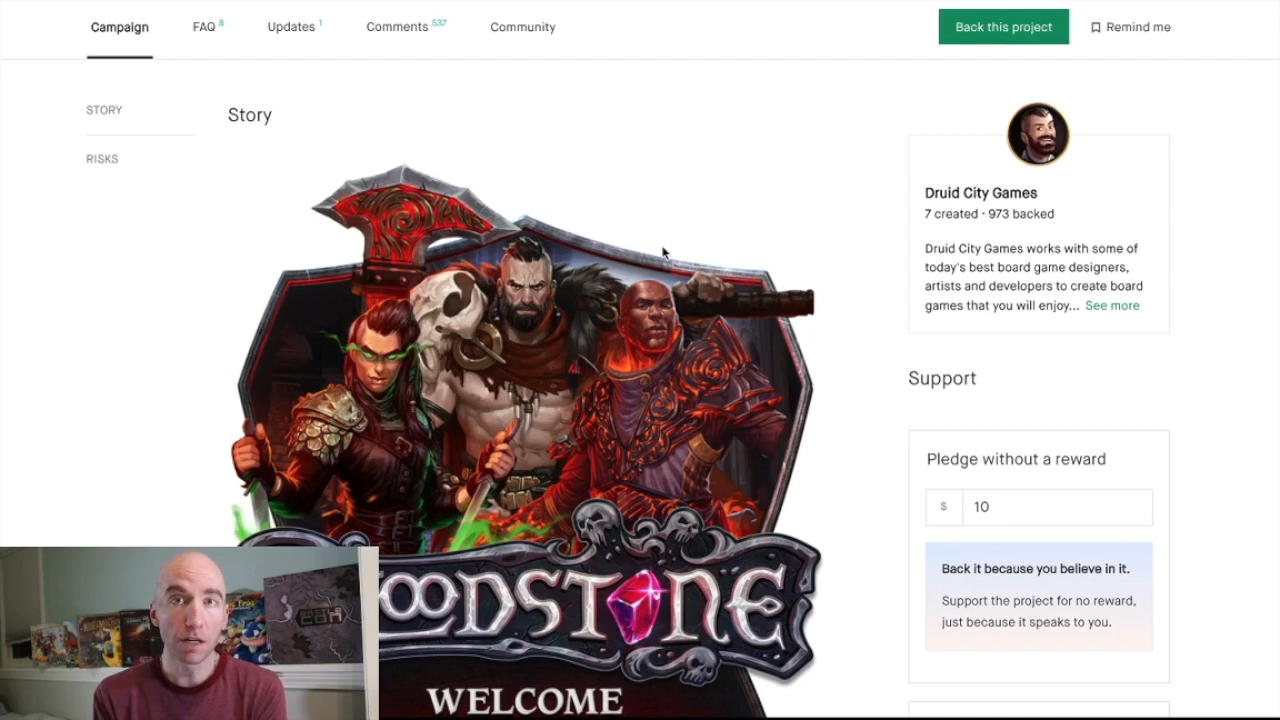 Campaign
FAQ 8
Updates 1
Comments 537
Community
Back this project
Remind me
STORY
RISKS
Story
Druid City Games
7 created · 973 backed
Druid City Games works with some of
today's best board game designers,
artists and developers to create board
games that you will enjoy... See more
Support
Pledge without a reward
$ 10
Back it because you believe in it.
Support the project for no reward,
just because it speaks to you.
OODSTONE
WELCOME